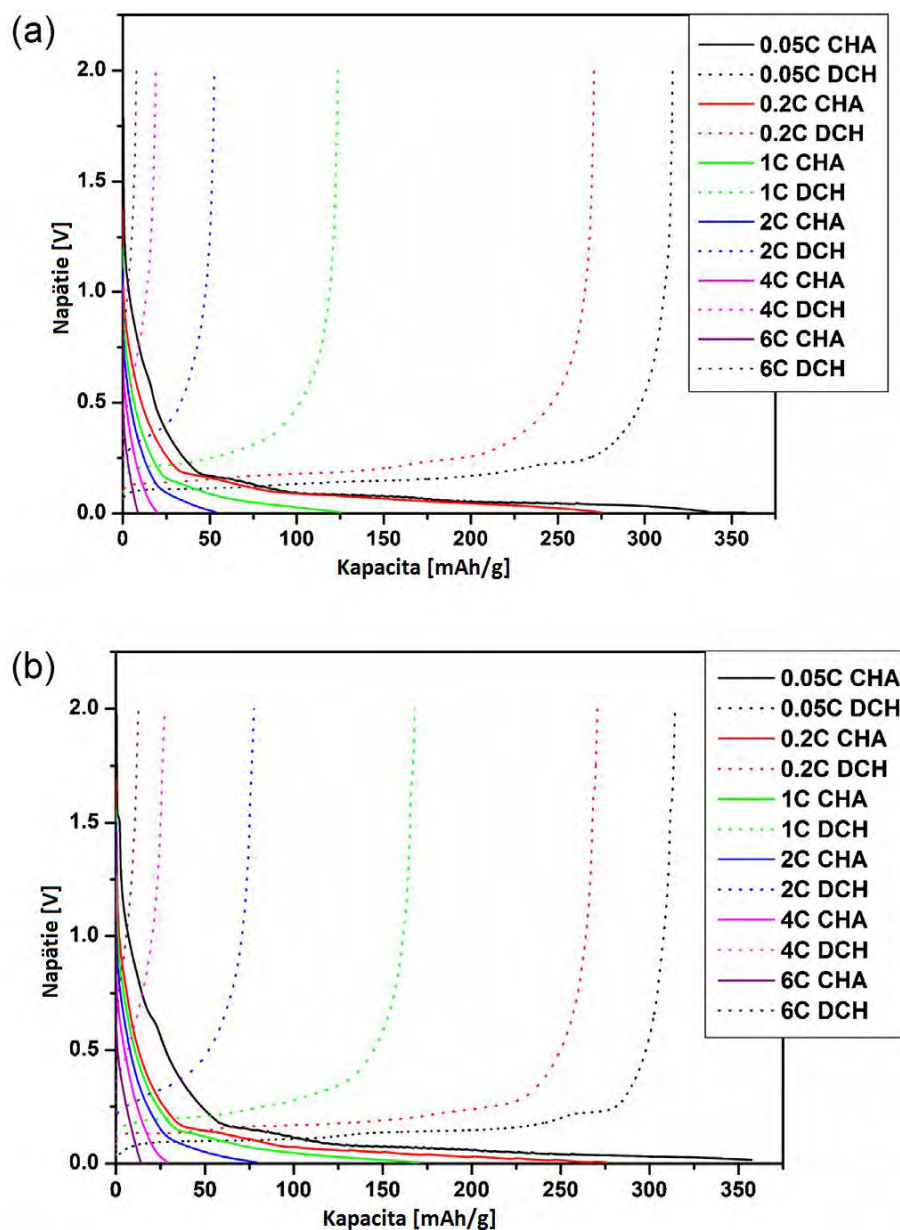 (a)
0.05C CHA
0.05C DCH
0.2C CHA
0.2C DCH
1C CHA
1C DCH
2C CHA
2C DCH
4C CHA
4C DCH
6C CHA
6C DCH
2.0
1.5
1.0
0.5
0.0
Napätie [V]
0 50 100 150 200 250 300 350
Kapacita [mAh/g]
(b)
0.05C CHA
0.05C DCH
0.2C CHA
0.2C DCH
1C CHA
1C DCH
2C CHA
2C DCH
4C CHA
4C DCH
6C CHA
6C DCH
2.0
1.5
1.0
0.5
0.0
Napätie [V]
0 50 100 150 200 250 300 350
Kapacita [mAh/g]